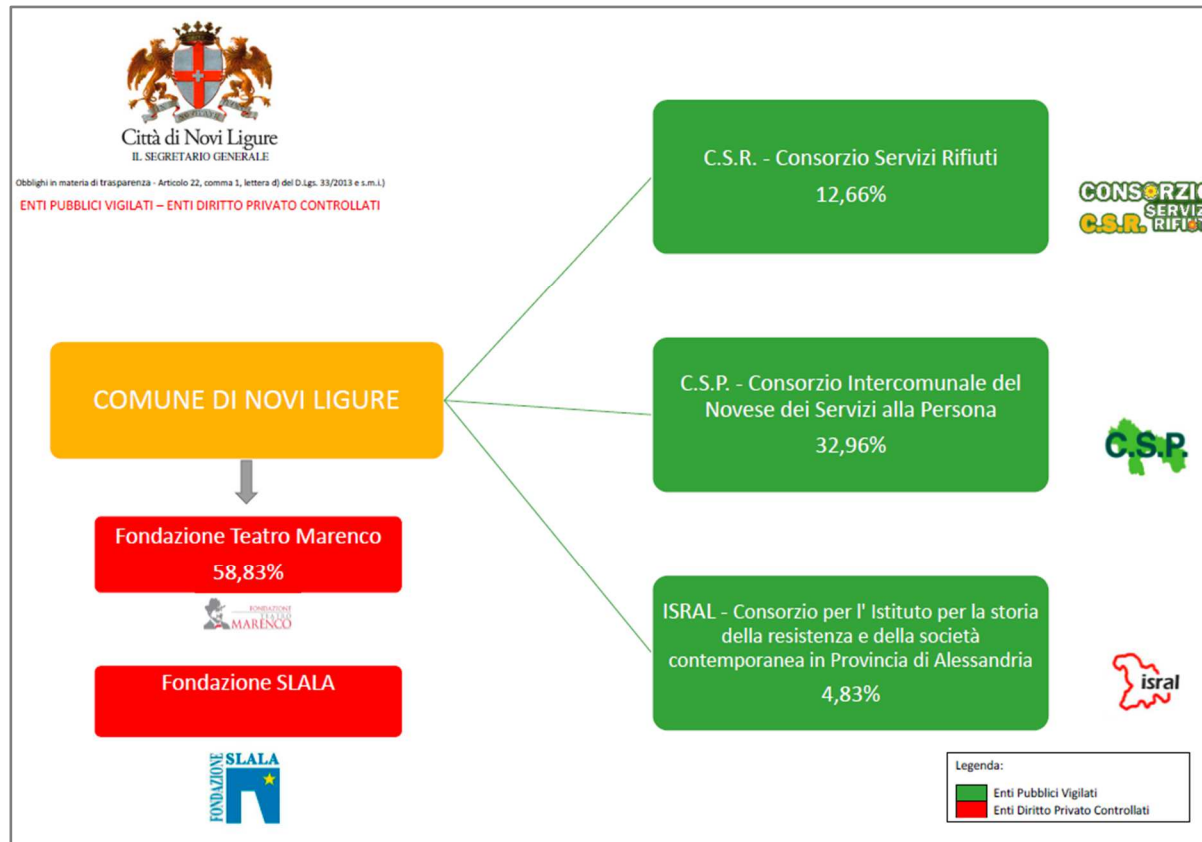 Città di Novi Ligure
IL SEGRETARIO GENERALE
Obblighi in materia di trasparenza - Articolo 22, comma 1, lettera d) del D.Lgs. 33/2013 e s.m.i.)
ENTI PUBBLICI VIGILATI – ENTI DIRITTO PRIVATO CONTROLLATI
COMUNE DI NOVI LIGURE
Fondazione Teatro Marenco
58,83%
FONDAZIONE
TEATRO
MARENCO
Fondazione SLALA
FONDAZIONE
SLALA
C.S.R. - Consorzio Servizi Rifiuti
12,66%
CONSORZIO
SERVIZI
C.S.R. RIFIUTI
C.S.P. - Consorzio Intercomunale del
Novese dei Servizi alla Persona
32,96%
C.S.P.
ISRAL - Consorzio per l' Istituto per la storia
della resistenza e della società
contemporanea in Provincia di Alessandria
4,83%
isral
Legenda:
Enti Pubblici Vigilati
Enti Diritto Privato Controllati